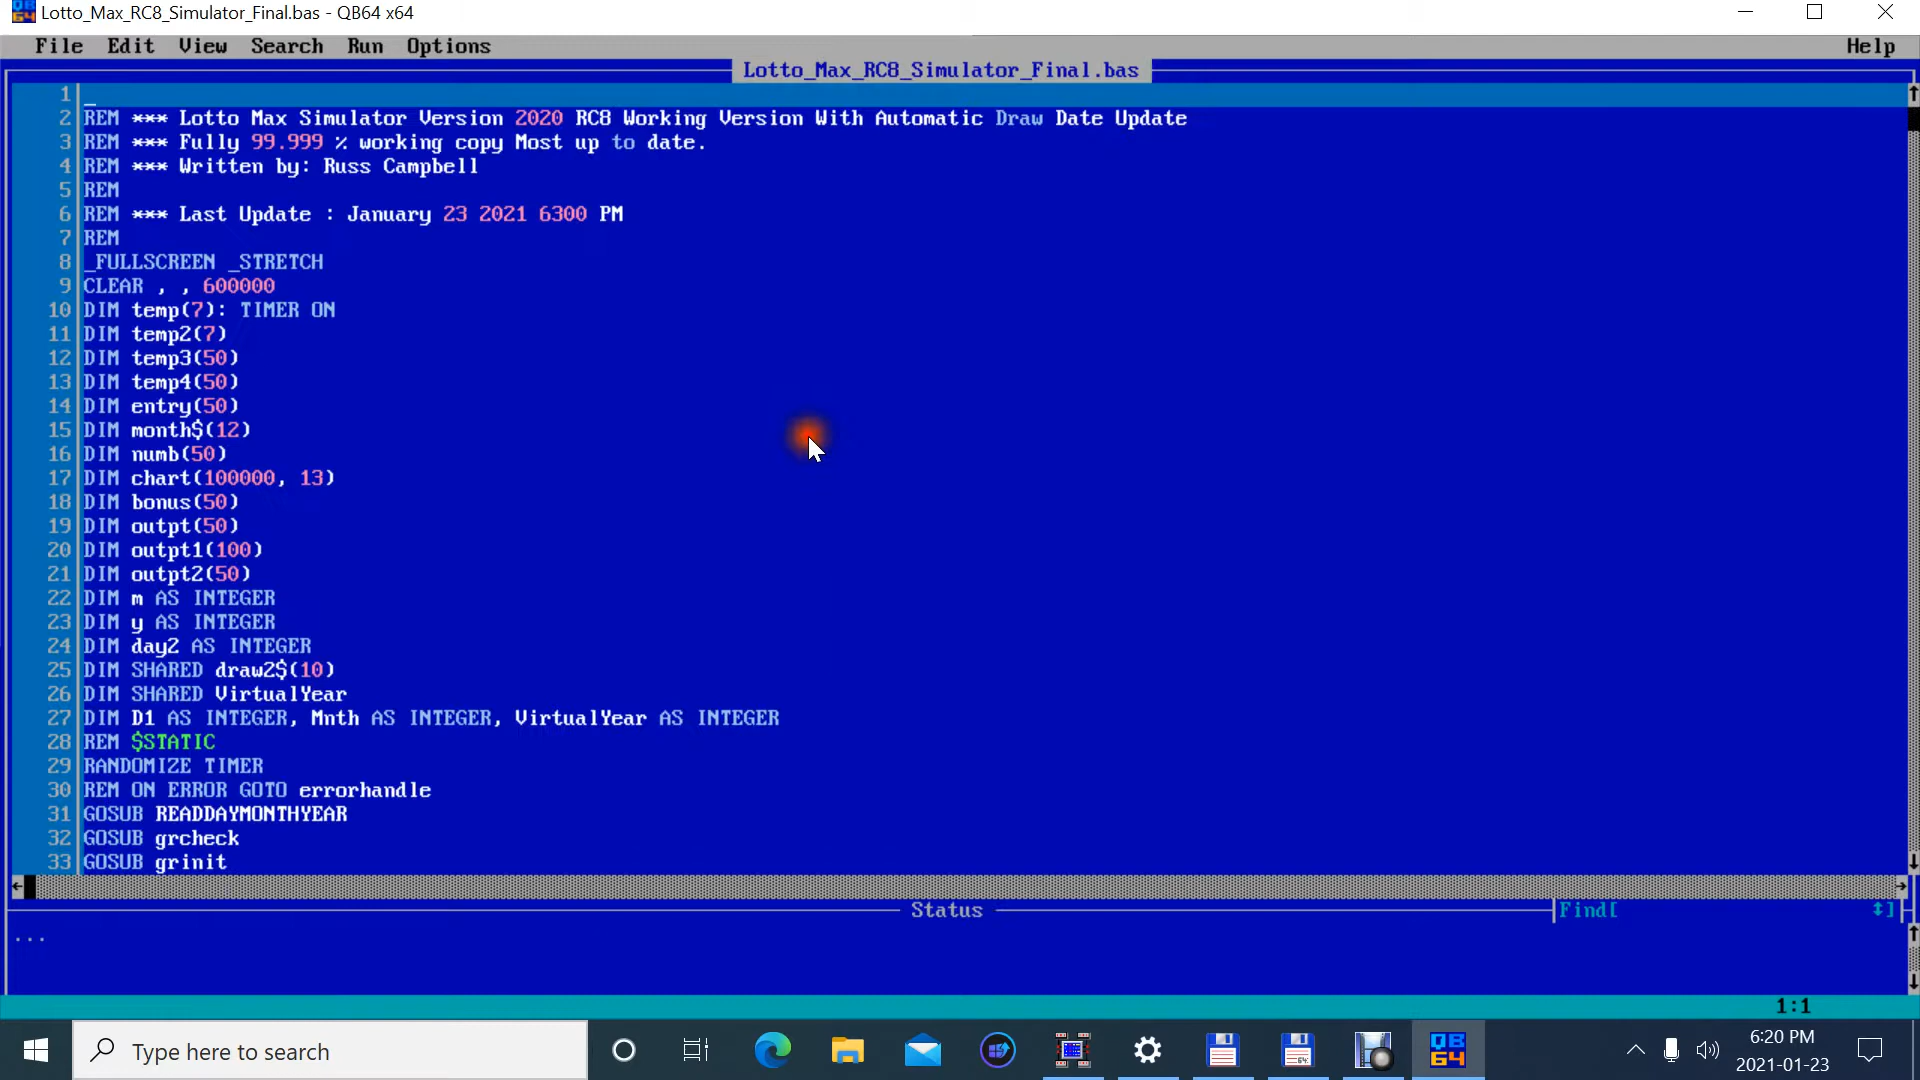 Lotto_Max_RC8_Simulator_Final.bas - QB64 x64
File Edit View Search Run Options Help
Lotto_Max_RC8_Simulator_Final.bas
1
2 REM *** Lotto Max Simulator Version 2020 RC8 Working Version With Automatic Draw Date Update
3 REM *** Fully 99.999 % working copy Most up to date.
4 REM *** Written by: Russ Campbell
5 REM
6 REM *** Last Update : January 23 2021 6300 PM
7 REM
8 _FULLSCREEN _STRETCH
9 CLEAR , , 600000
10 DIM temp(7): TIMER ON
11 DIM temp2(7)
12 DIM temp3(50)
13 DIM temp4(50)
14 DIM entry(50)
15 DIM month$(12)
16 DIM numb(50)
17 DIM chart(100000, 13)
18 DIM bonus(50)
19 DIM outpt(50)
20 DIM outpt1(100)
21 DIM outpt2(50)
22 DIM m AS INTEGER
23 DIM y AS INTEGER
24 DIM day2 AS INTEGER
25 DIM SHARED draw2$(10)
26 DIM SHARED VirtualYear
27 DIM D1 AS INTEGER, Mnth AS INTEGER, VirtualYear AS INTEGER
28 REM $STATIC
29 RANDOMIZE TIMER
30 REM ON ERROR GOTO errorhandle
31 GOSUB READDAYMONTHYEAR
32 GOSUB grcheck
33 GOSUB grinit
Status Find[ ]
...
1:1
Type here to search
64
QB
64
6:20 PM
2021-01-23